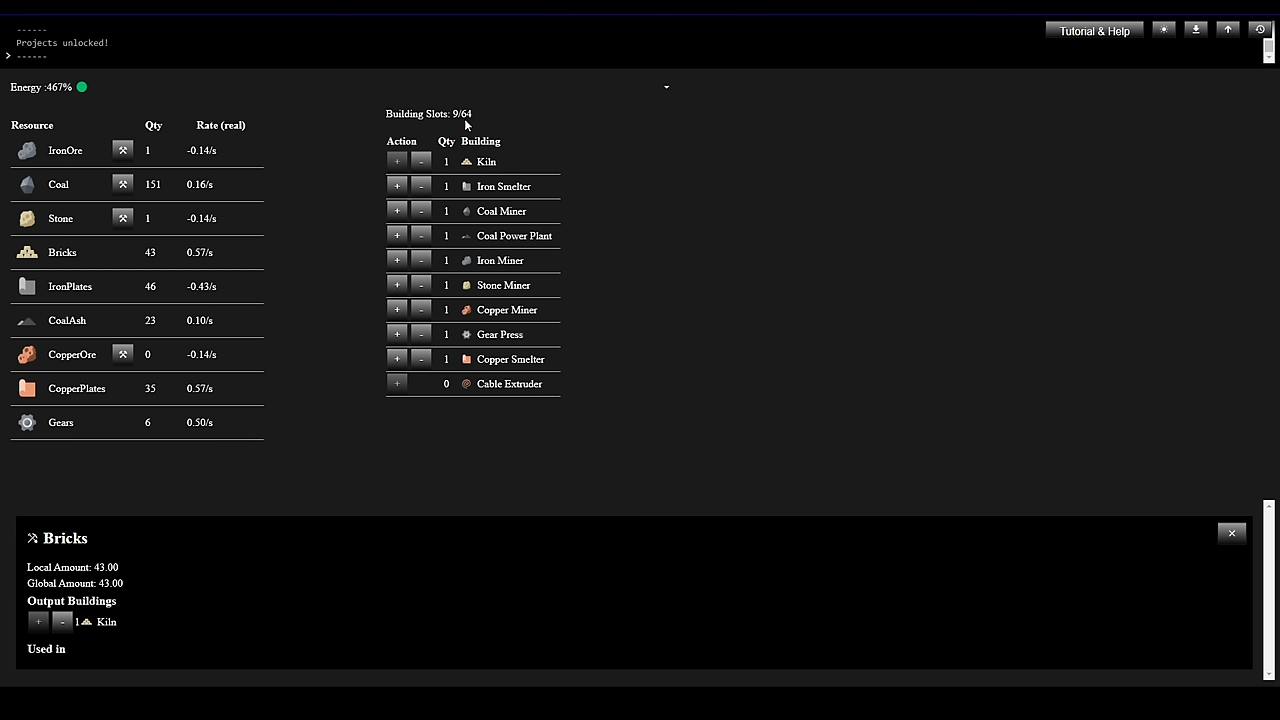 ------
Projects unlocked!
> ------
Tutorial & Help
Energy :467%
Resource Qty Rate (real)
IronOre 1 -0.14/s
Coal 151 0.16/s
Stone 1 -0.14/s
Bricks 43 0.57/s
IronPlates 46 -0.43/s
CoalAsh 23 0.10/s
CopperOre 0 -0.14/s
CopperPlates 35 0.57/s
Gears 6 0.50/s
Building Slots: 9/64
Action Qty Building
+ - 1 Kiln
+ - 1 Iron Smelter
+ - 1 Coal Miner
+ - 1 Coal Power Plant
+ - 1 Iron Miner
+ - 1 Stone Miner
+ - 1 Copper Miner
+ - 1 Gear Press
+ - 1 Copper Smelter
+ 0 Cable Extruder
Bricks
Local Amount: 43.00
Global Amount: 43.00
Output Buildings
+ - 1 Kiln
Used in